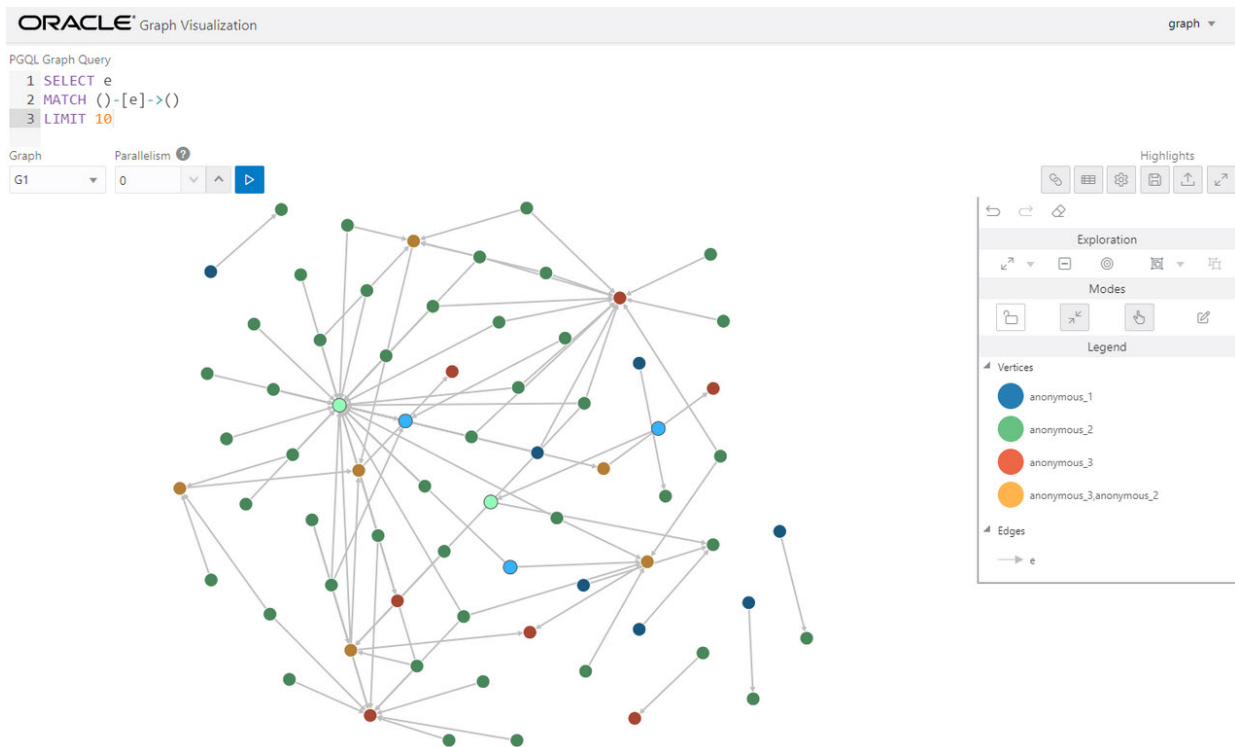 ORACLE® Graph Visualization
graph
PGQL Graph Query
1 SELECT e
2 MATCH ()-[e]->()
3 LIMIT 10
Graph
Parallelism ?
Highlights
G1
0
Exploration
Modes
Legend
Vertices
anonymous_1
anonymous_2
anonymous_3
anonymous_3,anonymous_2
Edges
e